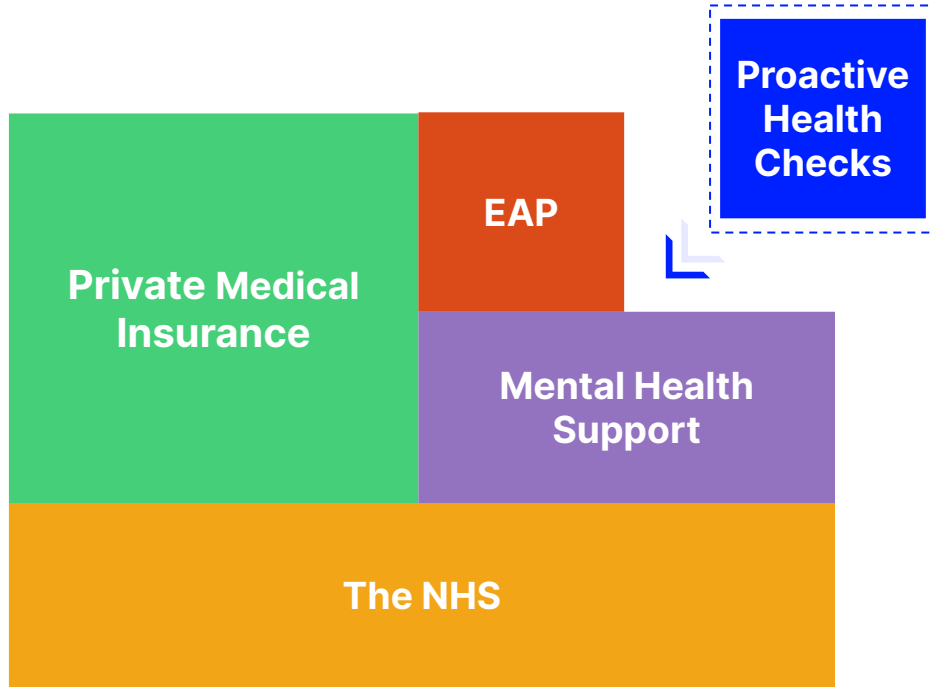 Proactive
Health
Checks
EAP
Private Medical
Insurance
Mental Health
Support
The NHS